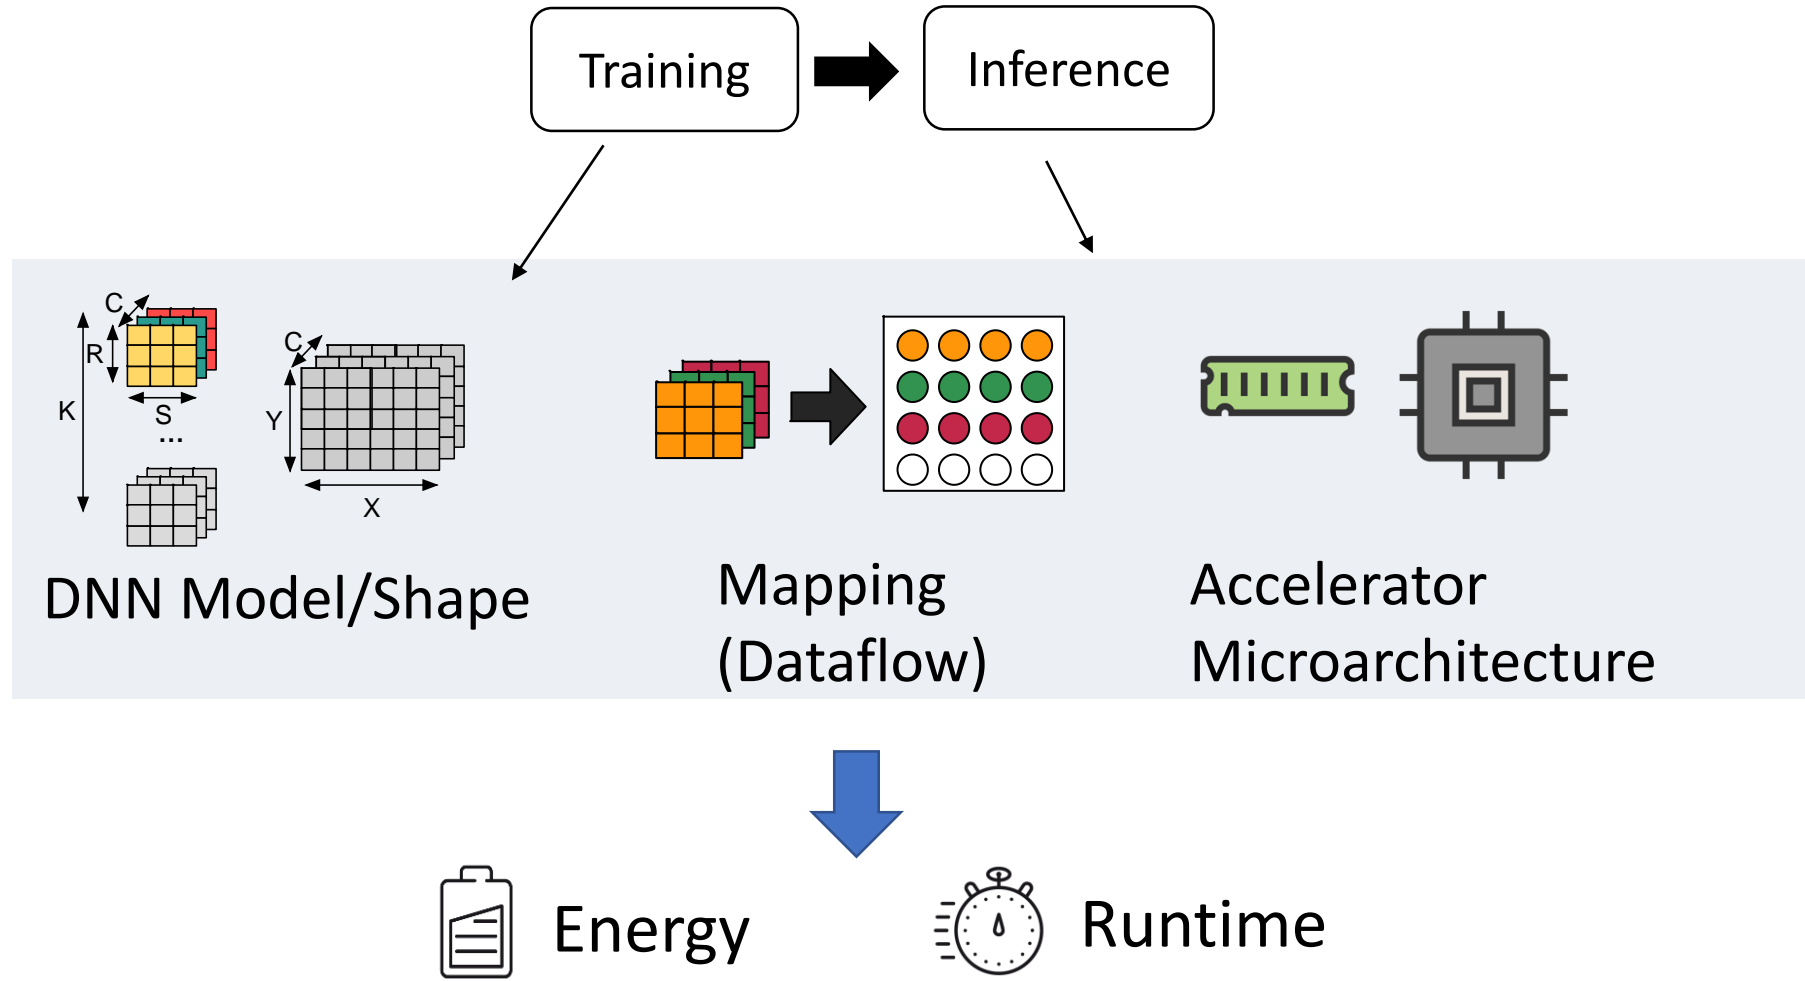 Training
Inference
C
R
K
S
...
C
Y
X
DNN Model/Shape
Mapping
(Dataflow)
Accelerator
Microarchitecture
Energy
Runtime